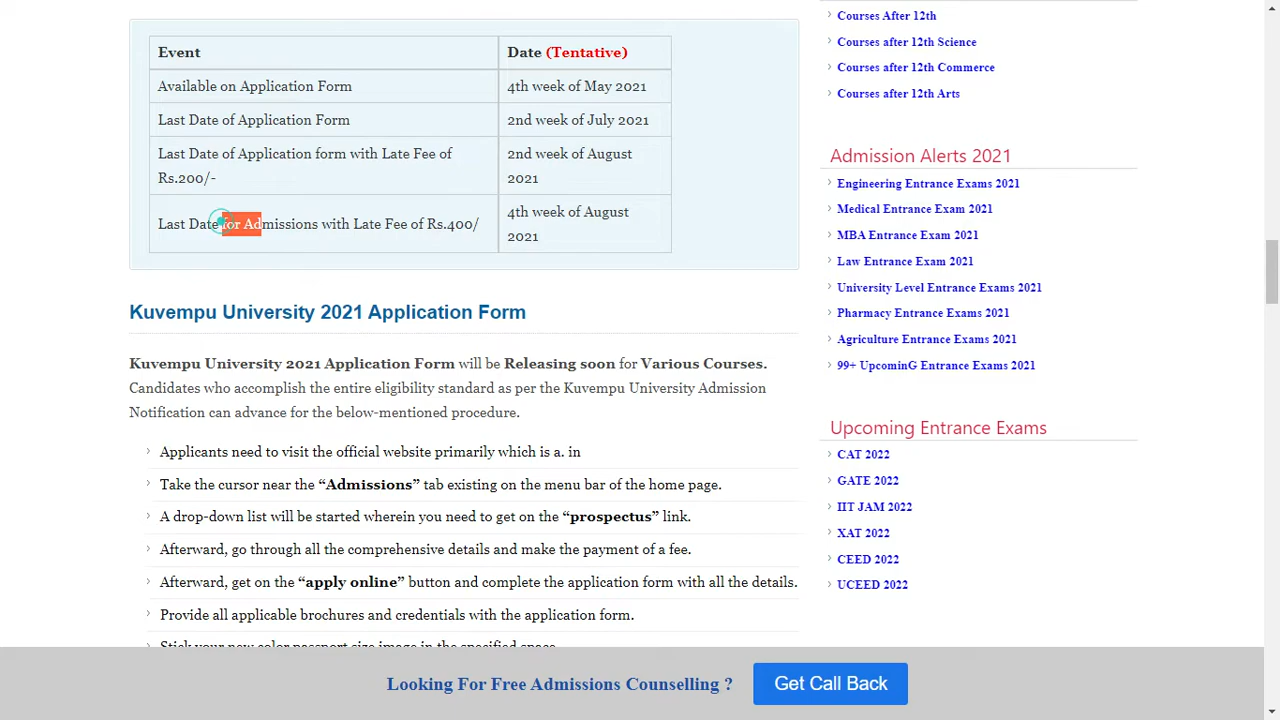 Event
Date (Tentative)
Available on Application Form
4th week of May 2021
Last Date of Application Form
2nd week of July 2021
Last Date of Application form with Late Fee of
Rs.200/-
2nd week of August
2021
Last Date for Admissions with Late Fee of Rs.400/
4th week of August
2021
Kuvempu University 2021 Application Form
Kuvempu University 2021 Application Form will be Releasing soon for Various Courses.
Candidates who accomplish the entire eligibility standard as per the Kuvempu University Admission
Notification can advance for the below-mentioned procedure.
Applicants need to visit the official website primarily which is a. in
Take the cursor near the “Admissions” tab existing on the menu bar of the home page.
A drop-down list will be started wherein you need to get on the “prospectus” link.
Afterward, go through all the comprehensive details and make the payment of a fee.
Afterward, get on the “apply online” button and complete the application form with all the details.
Provide all applicable brochures and credentials with the application form.
Stick your new color passport size image in the specified space.
Courses After 12th
Courses after 12th Science
Courses after 12th Commerce
Courses after 12th Arts
Admission Alerts 2021
Engineering Entrance Exams 2021
Medical Entrance Exam 2021
MBA Entrance Exam 2021
Law Entrance Exam 2021
University Level Entrance Exams 2021
Pharmacy Entrance Exams 2021
Agriculture Entrance Exams 2021
99+ UpcominG Entrance Exams 2021
Upcoming Entrance Exams
CAT 2022
GATE 2022
IIT JAM 2022
XAT 2022
CEED 2022
UCEED 2022
Looking For Free Admissions Counselling ?
Get Call Back